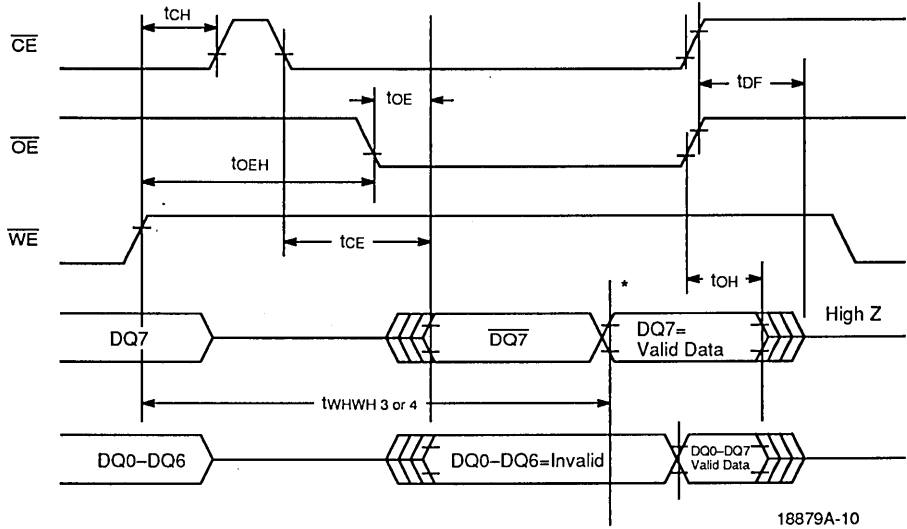 tCH
CE
tDF
tOE
OE
tOEH
WE
tCE
tOH
*
High Z
DQ7
DQ7
DQ7=
Valid Data
tWHWH 3 or 4
DQ0–DQ6
DQ0–DQ6=Invalid
DQ0–DQ7
Valid Data
18879A-10